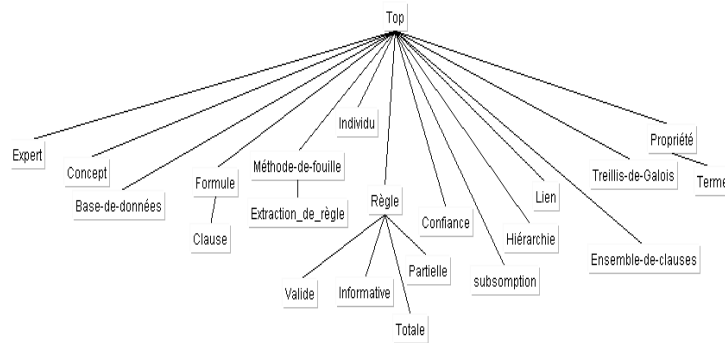 Top
Individu
Expert
Concept
Base-de-données
Formule
Clause
Méthode-de-fouille
Extraction_de_règle
Règle
Valide
Informative
Totale
Partielle
Confiance
subsomption
Hiérarchie
Lien
Ensemble-de-clauses
Treillis-de-Galois
Propriété
Terme